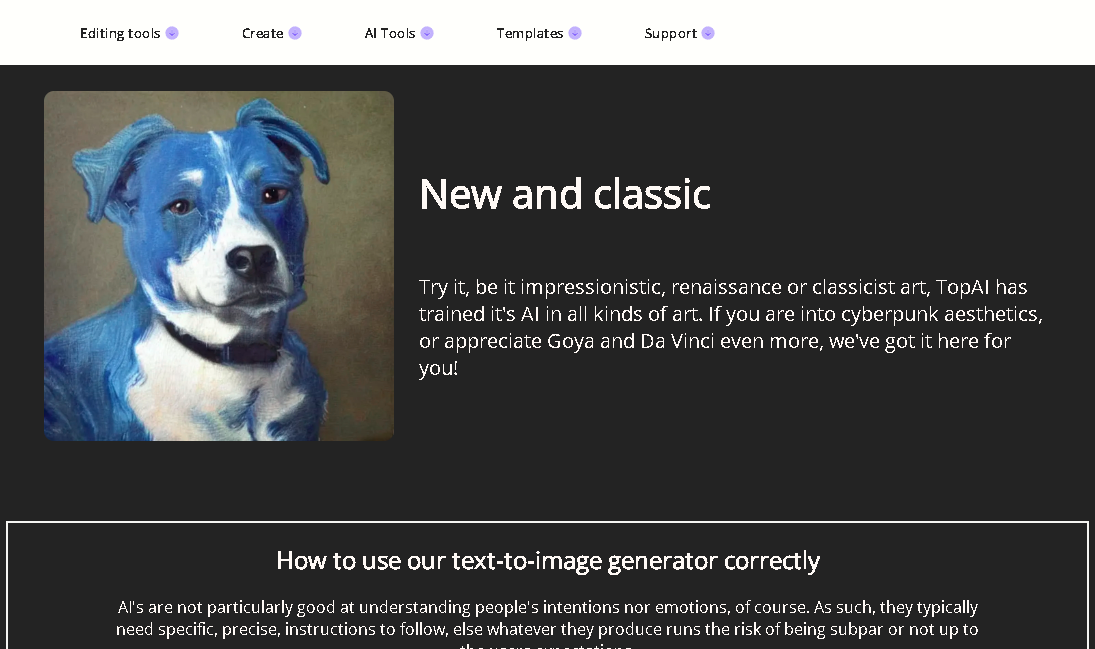 Editing tools Create AI Tools Templates Support
New and classic
Try it, be it impressionistic, renaissance or classicist art, TopAI has
trained it's AI in all kinds of art. If you are into cyberpunk aesthetics,
or appreciate Goya and Da Vinci even more, we've got it here for
you!
How to use our text-to-image generator correctly
AI's are not particularly good at understanding people's intentions nor emotions, of course. As such, they typically
need specific, precise, instructions to follow, else whatever they produce runs the risk of being subpar or not up to